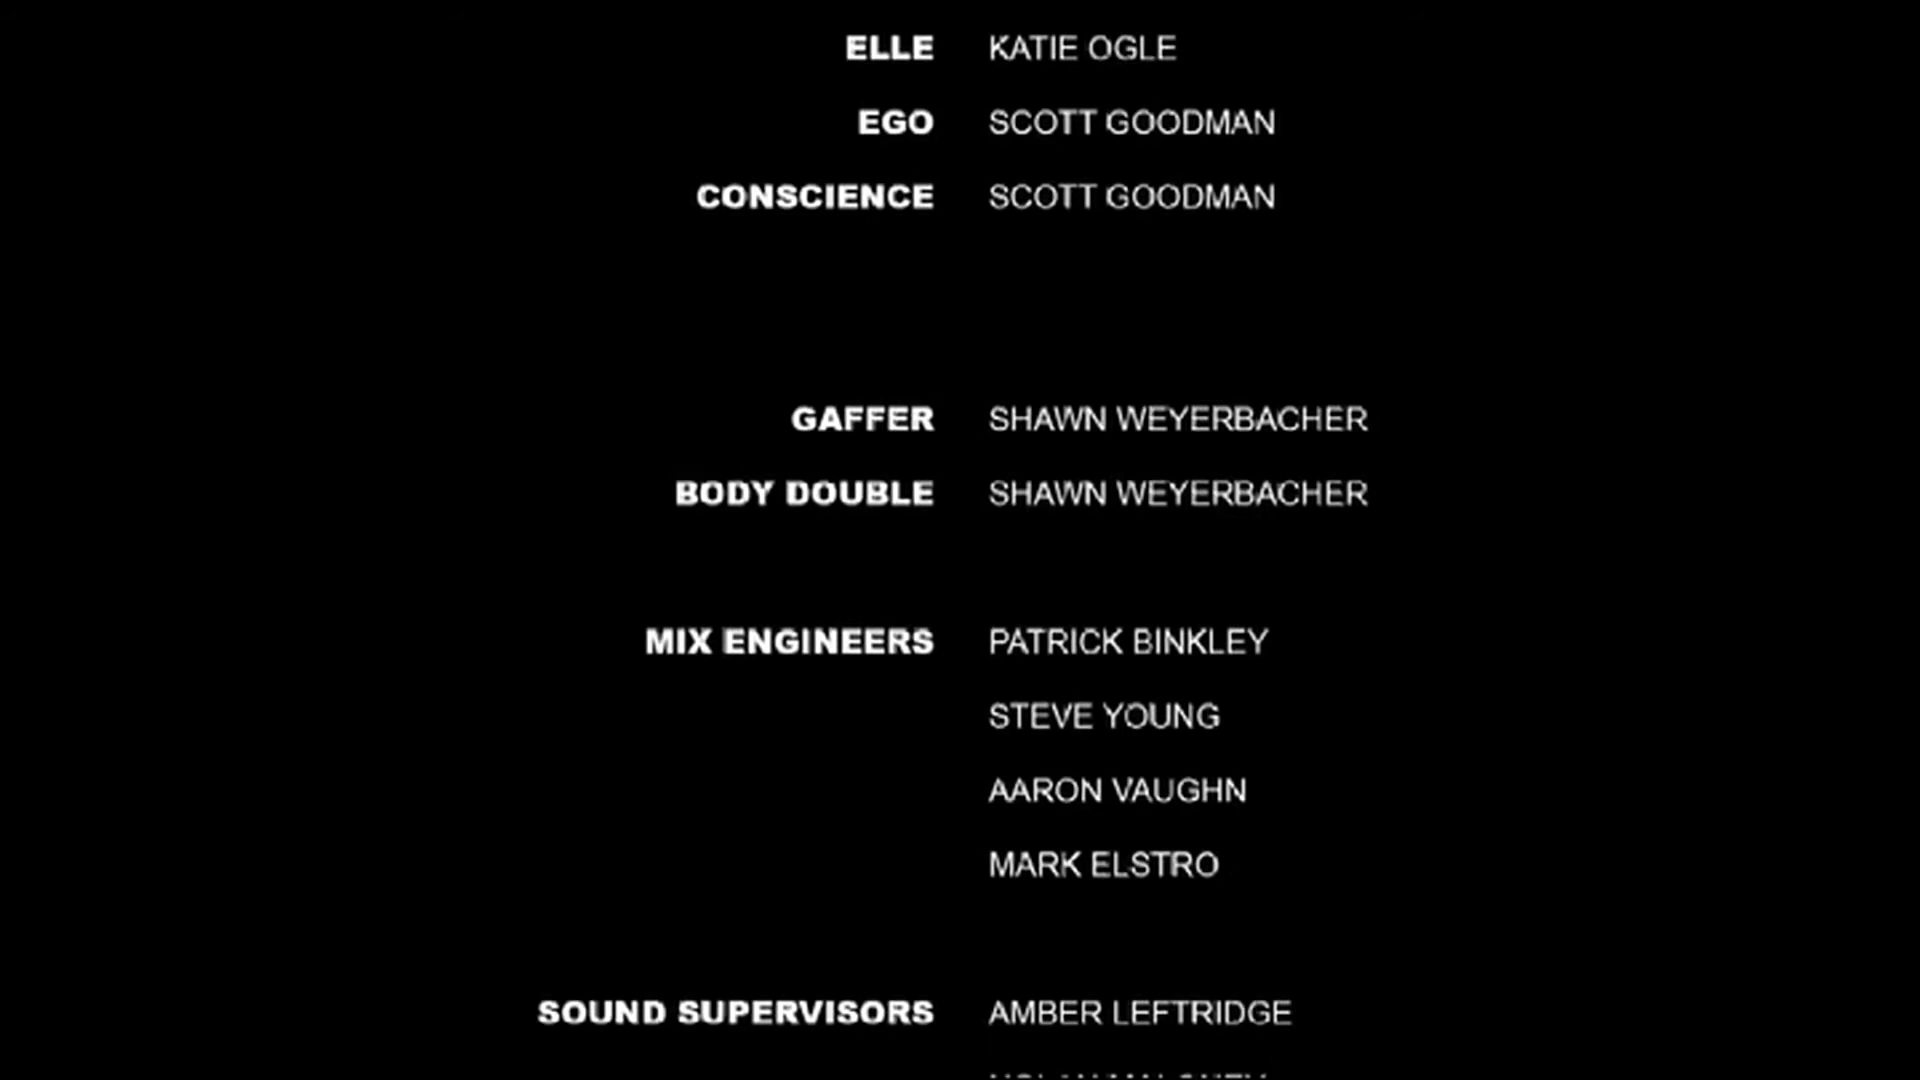 ELLE KATIE OGLE
EGO SCOTT GOODMAN
CONSCIENCE SCOTT GOODMAN
GAFFER SHAWN WEYERBACHER
BODY DOUBLE SHAWN WEYERBACHER
MIX ENGINEERS PATRICK BINKLEY
STEVE YOUNG
AARON VAUGHN
MARK ELSTRO
SOUND SUPERVISORS AMBER LEFTRIDGE